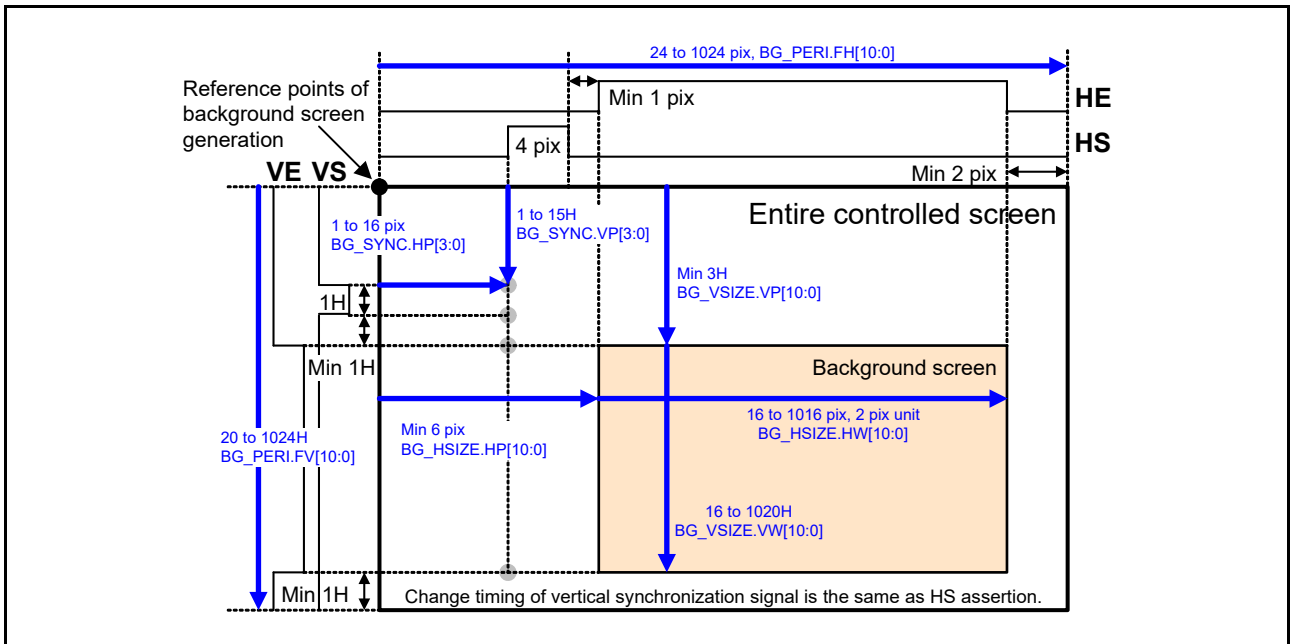 24 to 1024 pix, BG_PERI.FH[10:0]
Reference points of
background screen
generation
Min 1 pix
HE
4 pix
HS
Min 2 pix
VE VS
Entire controlled screen
1 to 16 pix
BG_SYNC.HP[3:0]
1 to 15H
BG_SYNC.VP[3:0]
Min 3H
BG_VSIZE.VP[10:0]
1H
Min 1H
Background screen
16 to 1016 pix, 2 pix unit
BG_HSIZE.HW[10:0]
Min 6 pix
BG_HSIZE.HP[10:0]
20 to 1024H
BG_PERI.FV[10:0]
16 to 1020H
BG_VSIZE.VW[10:0]
Min 1H
Change timing of vertical synchronization signal is the same as HS assertion.